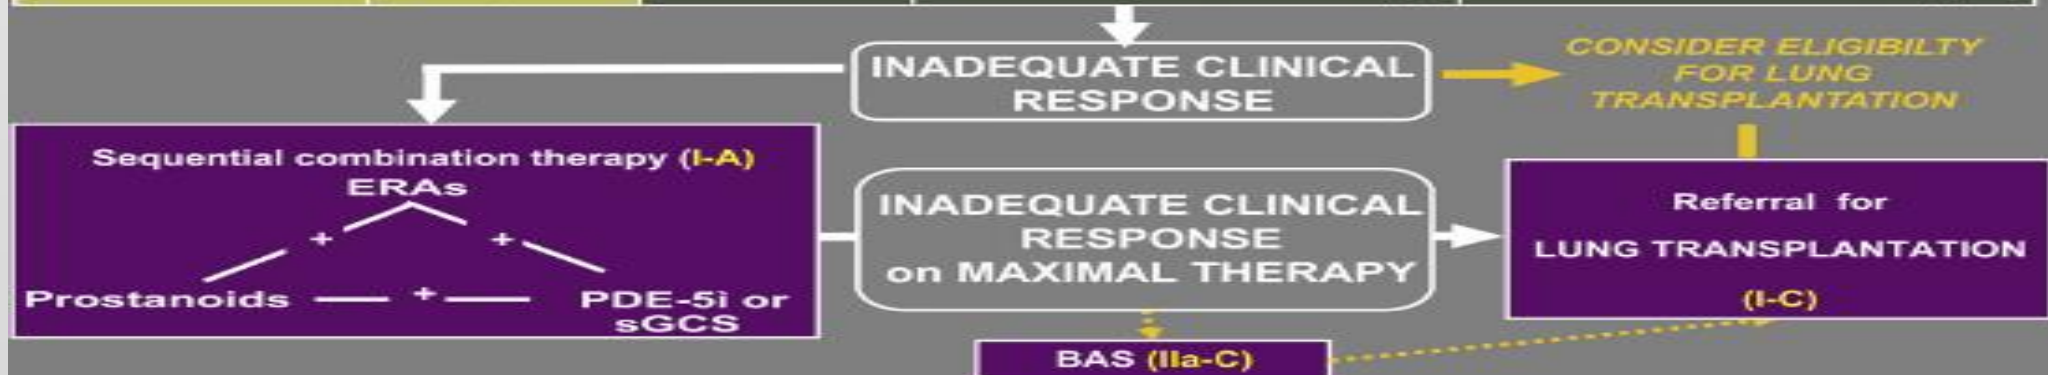 INADEQUATE CLINICAL
RESPONSE
CONSIDER ELIGIBILTY
FOR LUNG
TRANSPLANTATION
Sequential combination therapy (I-A)
ERAs
+ +
Prostanoids + PDE-5i or
sGCS
INADEQUATE CLINICAL
RESPONSE
on MAXIMAL THERAPY
Referral for
LUNG TRANSPLANTATION
(I-C)
BAS (IIa-C)